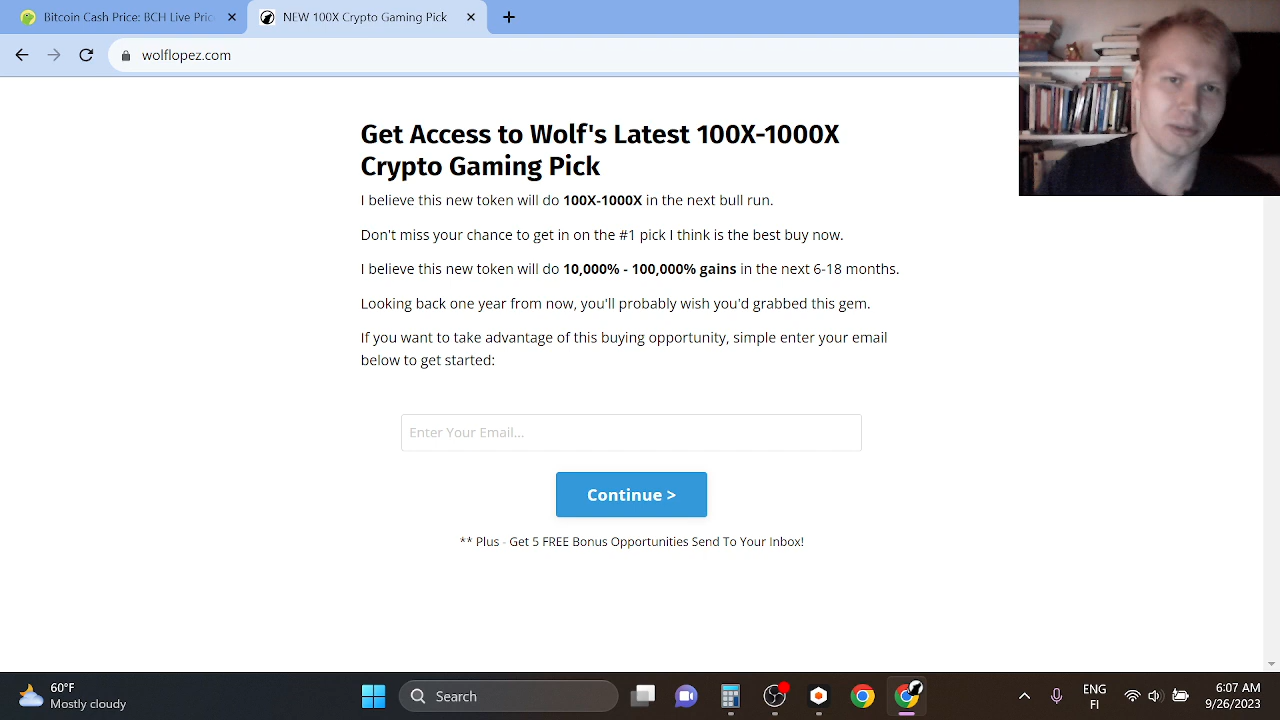 Bitcoin Cash Price: BCH Live Pric
NEW 100X Crypto Gaming Pick
wolflopez.com
Get Access to Wolf's Latest 100X-1000X
Crypto Gaming Pick
I believe this new token will do 100X-1000X in the next bull run.
Don't miss your chance to get in on the #1 pick I think is the best buy now.
I believe this new token will do 10,000% - 100,000% gains in the next 6-18 months.
Looking back one year from now, you'll probably wish you'd grabbed this gem.
If you want to take advantage of this buying opportunity, simple enter your email
below to get started:
Enter Your Email...
Continue >
** Plus - Get 5 FREE Bonus Opportunities Send To Your Inbox!
60°F
Mostly cloudy
Search
ENG
FI
6:07 AM
9/26/2023